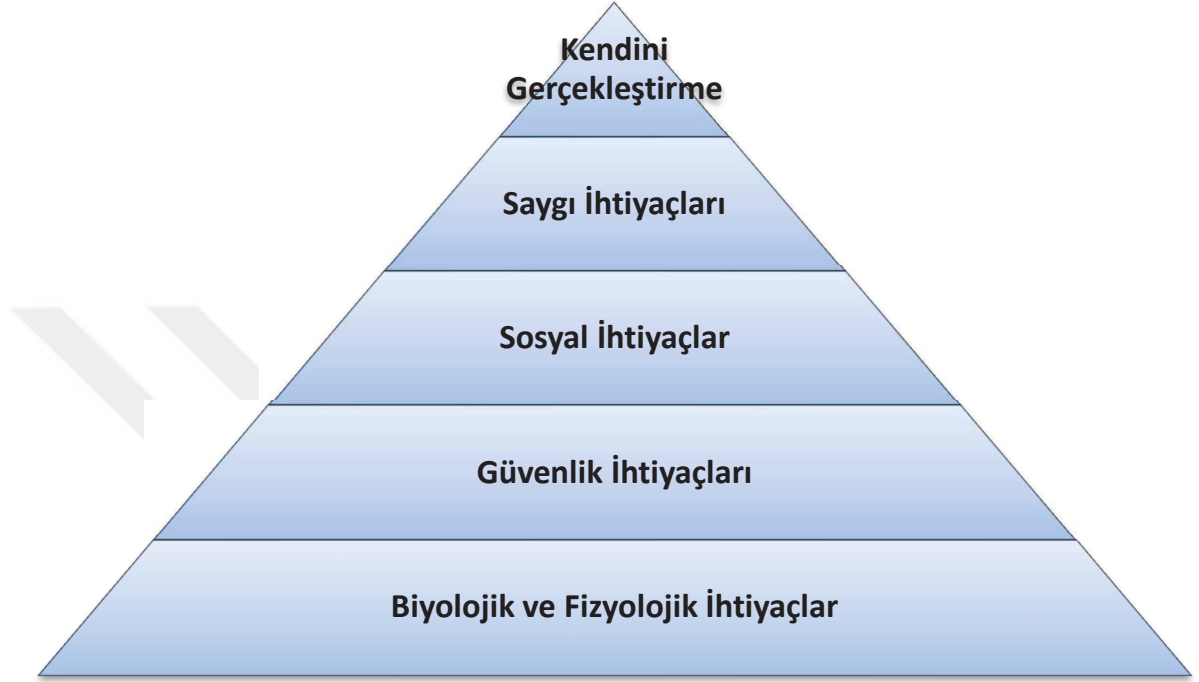 Kendini
Gerçekleştirme
Saygı İhtiyaçları
Sosyal İhtiyaçlar
Güvenlik İhtiyaçları
Biyolojik ve Fizyolojik İhtiyaçlar